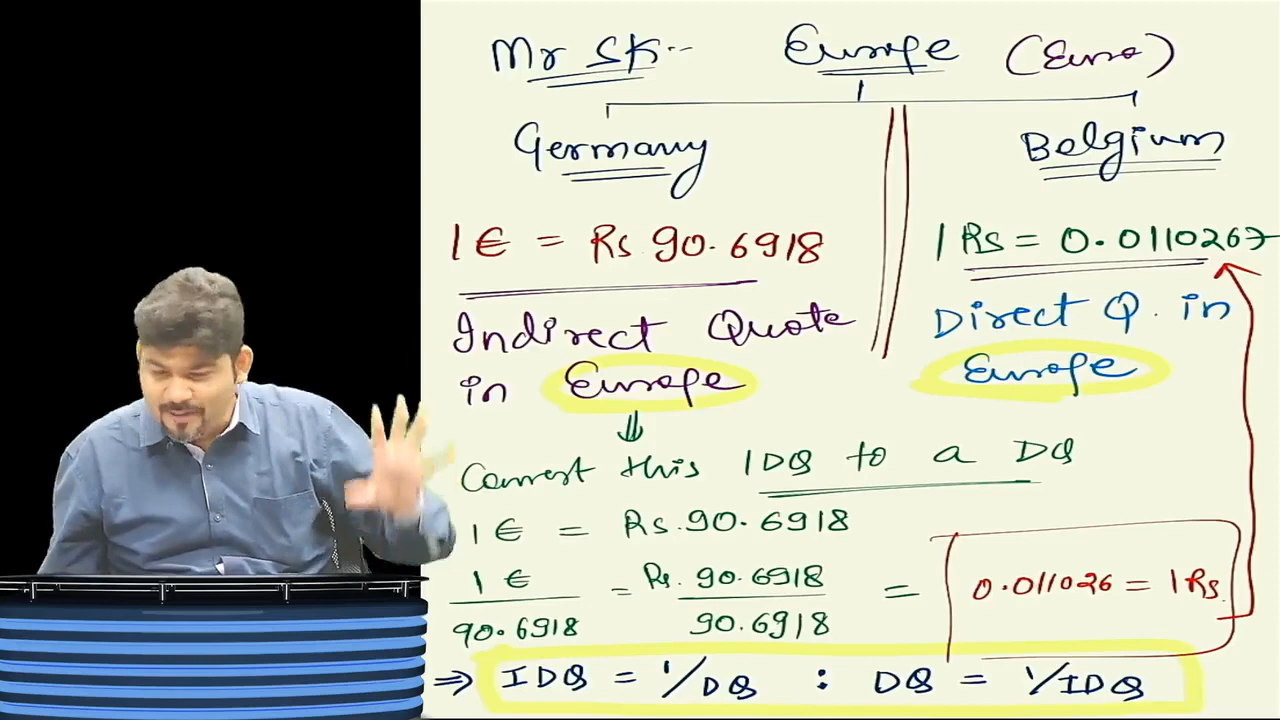 Mr SK--
Europe (Euro)
Germany
1 € = Rs 90.6918
Indirect Quote
in Europe
⇓
Belgium
1 Rs = 0.0110267
Direct Q. in
Europe
Convert this IDQ to a DQ
1 € = Rs. 90.6918
1 € / 90.6918 = Rs. 90.6918 / 90.6918 = 0.011026 = 1 Rs.
⇒ IDQ = 1/DQ : DQ = 1/IDQ